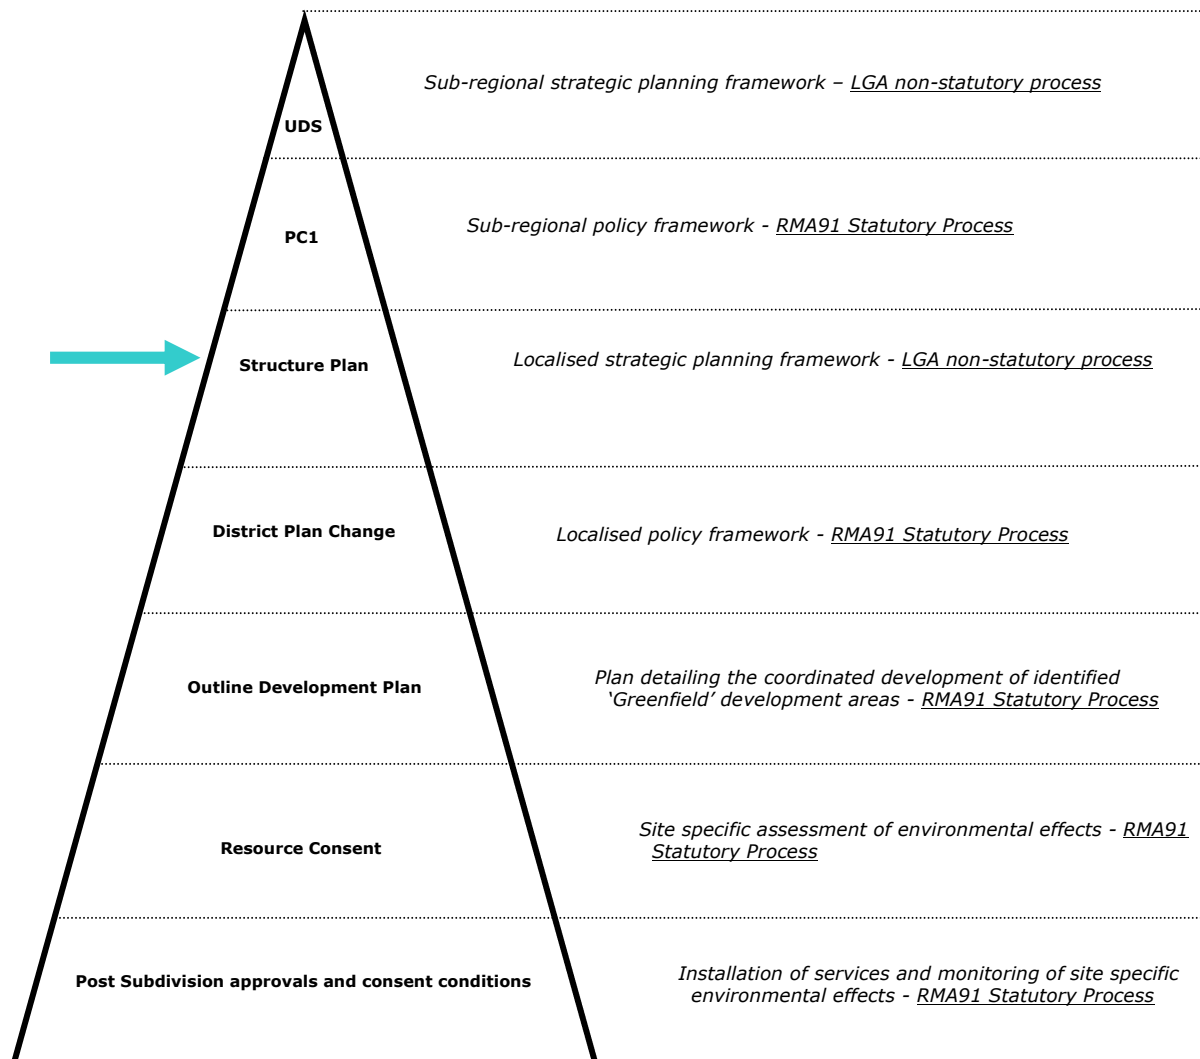 Sub-regional strategic planning framework – LGA non-statutory process
UDS
PC1
Sub-regional policy framework - RMA91 Statutory Process
Structure Plan
Localised strategic planning framework - LGA non-statutory process
District Plan Change
Localised policy framework - RMA91 Statutory Process
Outline Development Plan
Plan detailing the coordinated development of identified
‘Greenfield’ development areas - RMA91 Statutory Process
Resource Consent
Site specific assessment of environmental effects - RMA91
Statutory Process
Post Subdivision approvals and consent conditions
Installation of services and monitoring of site specific
environmental effects - RMA91 Statutory Process